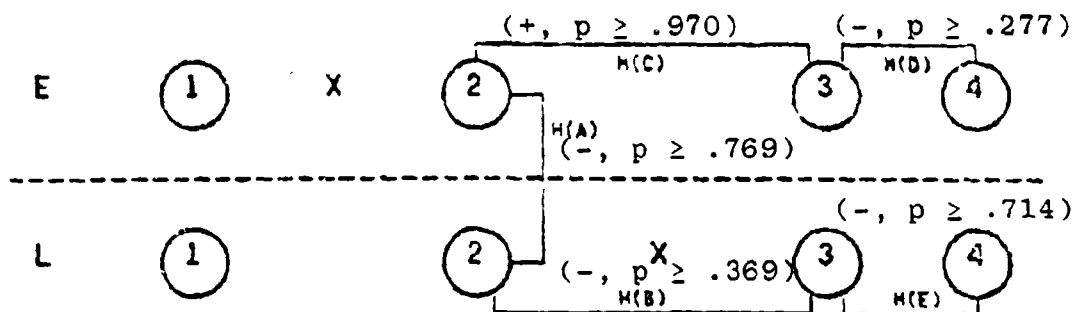 (+, p ≥ .970) (-, p ≥ .277)
H(C) H(D)
E 1 X 2 3 4
H(A)
(-, p ≥ .769)
(-, p ≥ .714)
L 1 2 X 3 4
(-, p ≥ .369)
H(B) H(E)